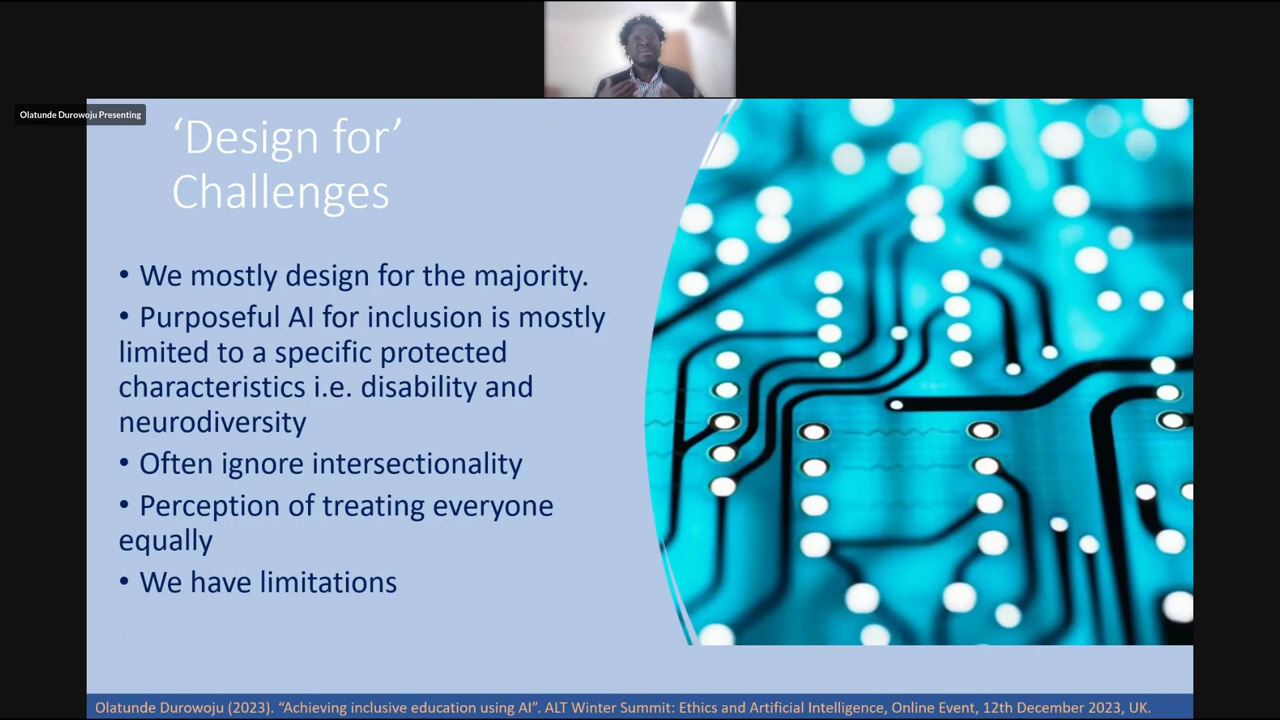 Olatunde Durowoju Presenting
‘Design for’
Challenges
• We mostly design for the majority.
• Purposeful AI for inclusion is mostly
limited to a specific protected
characteristics i.e. disability and
neurodiversity
• Often ignore intersectionality
• Perception of treating everyone
equally
• We have limitations
Olatunde Durowoju (2023). “Achieving inclusive education using AI”. ALT Winter Summit: Ethics and Artificial Intelligence, Online Event, 12th December 2023, UK.